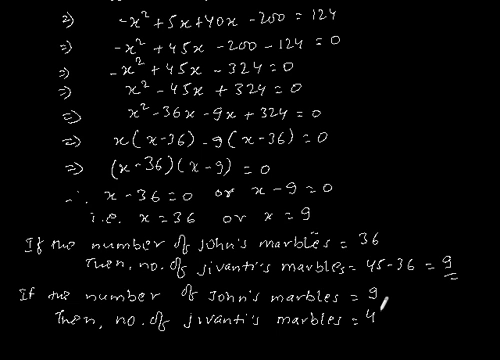 =) -x² + 5x + 40x - 200 = 124
=) -x² + 45x - 200 - 124 = 0
=) -x² + 45x - 324 = 0
=) x² - 45x + 324 = 0
=) x² - 36x - 9x + 324 = 0
=) x(x-36) - 9(x-36) = 0
=) (x-36)(x-9) = 0
∴ x - 36 = 0 or x - 9 = 0
i.e. x = 36 or x = 9
If the number of John's marbles = 36
Then, no. of jivanti's marbles = 45-36 = 9
If the number of John's marbles = 9
Then, no. of jivanti's marbles = 4